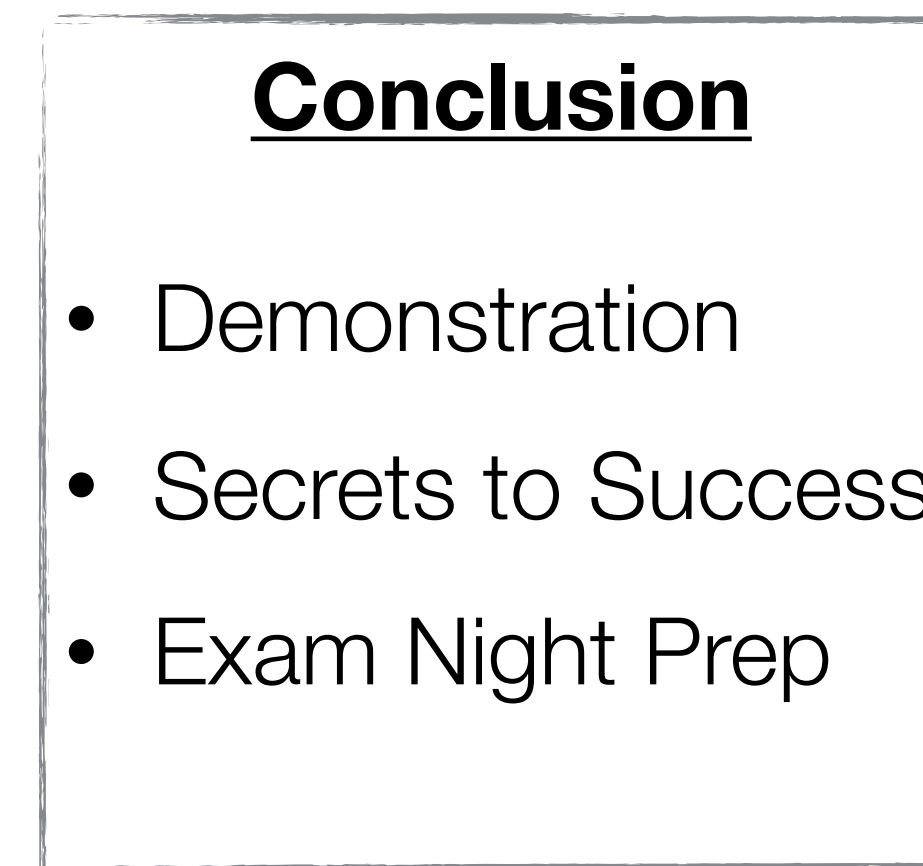 Conclusion
• Demonstration
• Secrets to Success
• Exam Night Prep